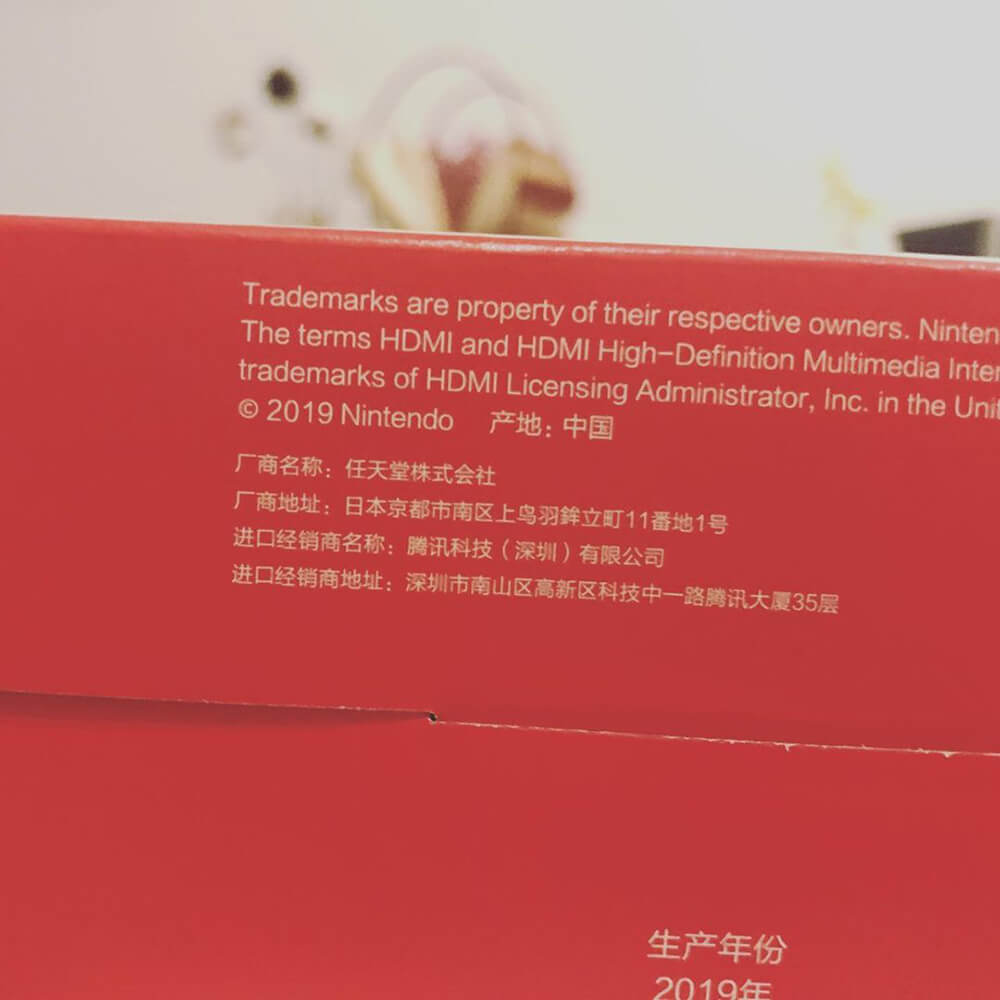 Trademarks are property of their respective owners.
The terms HDMI and HDMI High-Definition Multimedia
trademarks of HDMI Licensing Administrator, Inc. in the
© 2019 Nintendo 产地：中国
厂商名称：任天堂株式会社
厂商地址：日本京都市南区上鸟羽鉾立町11番地1号
进口经销商名称：腾讯科技（深圳）有限公司
进口经销商地址：深圳市南山区高新区科技中一路腾讯大厦35层
生产年份
2019年